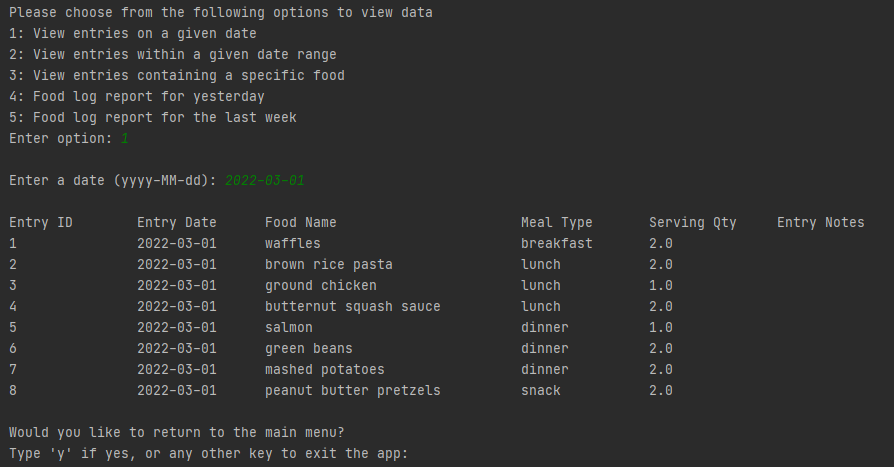 Please choose from the following options to view data
1: View entries on a given date
2: View entries within a given date range
3: View entries containing a specific food
4: Food log report for yesterday
5: Food log report for the last week
Enter option: 1
Enter a date (yyyy-MM-dd): 2022-03-01
Entry ID Entry Date Food Name Meal Type Serving Qty Entry Notes
1 2022-03-01 waffles breakfast 2.0
2 2022-03-01 brown rice pasta lunch 2.0
3 2022-03-01 ground chicken lunch 1.0
4 2022-03-01 butternut squash sauce lunch 2.0
5 2022-03-01 salmon dinner 1.0
6 2022-03-01 green beans dinner 2.0
7 2022-03-01 mashed potatoes dinner 2.0
8 2022-03-01 peanut butter pretzels snack 2.0
Would you like to return to the main menu?
Type 'y' if yes, or any other key to exit the app: